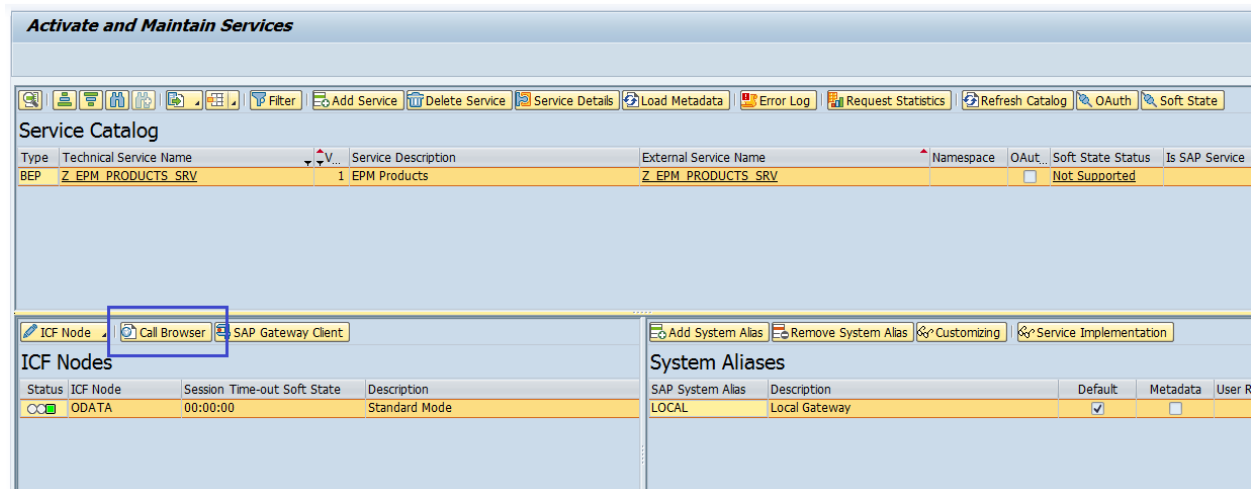 Activate and Maintain Services
Filter Add Service Delete Service Service Details Load Metadata Error Log Request Statistics Refresh Catalog OAuth Soft State
Service Catalog
Type Technical Service Name V... Service Description External Service Name Namespace OAut... Soft State Status Is SAP Service
BEP Z_EPM_PRODUCTS_SRV 1 EPM Products Z_EPM_PRODUCTS_SRV Not Supported
ICF Node Call Browser SAP Gateway Client
ICF Nodes
Status ICF Node Session Time-out Soft State Description
ODATA 00:00:00 Standard Mode
Add System Alias Remove System Alias Customizing Service Implementation
System Aliases
SAP System Alias Description Default Metadata User R
LOCAL Local Gateway